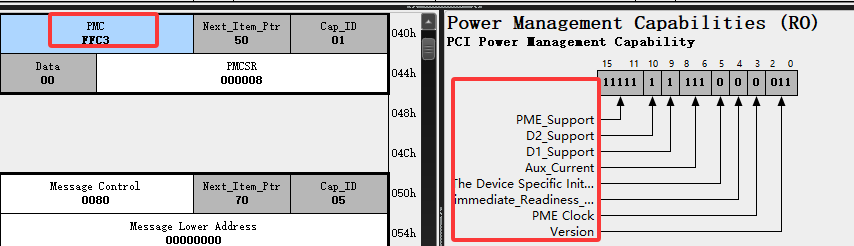 PMC
FFC3
Next_Item_Ptr
50
Cap_ID
01
040h
Data
00
PMCSR
000008
044h
048h
04Ch
Message Control
0080
Next_Item_Ptr
70
Cap_ID
05
050h
Message Lower Address
00000000
054h
Power Management Capabilities (RO)
PCI Power Management Capability
15 11 10 9 8 6 5 4 3 2 0
11111 1 1 111 0 0 0 011
PME_Support
D2_Support
D1_Support
Aux_Current
The Device Specific Init...
immediate_Readiness_...
PME Clock
Version